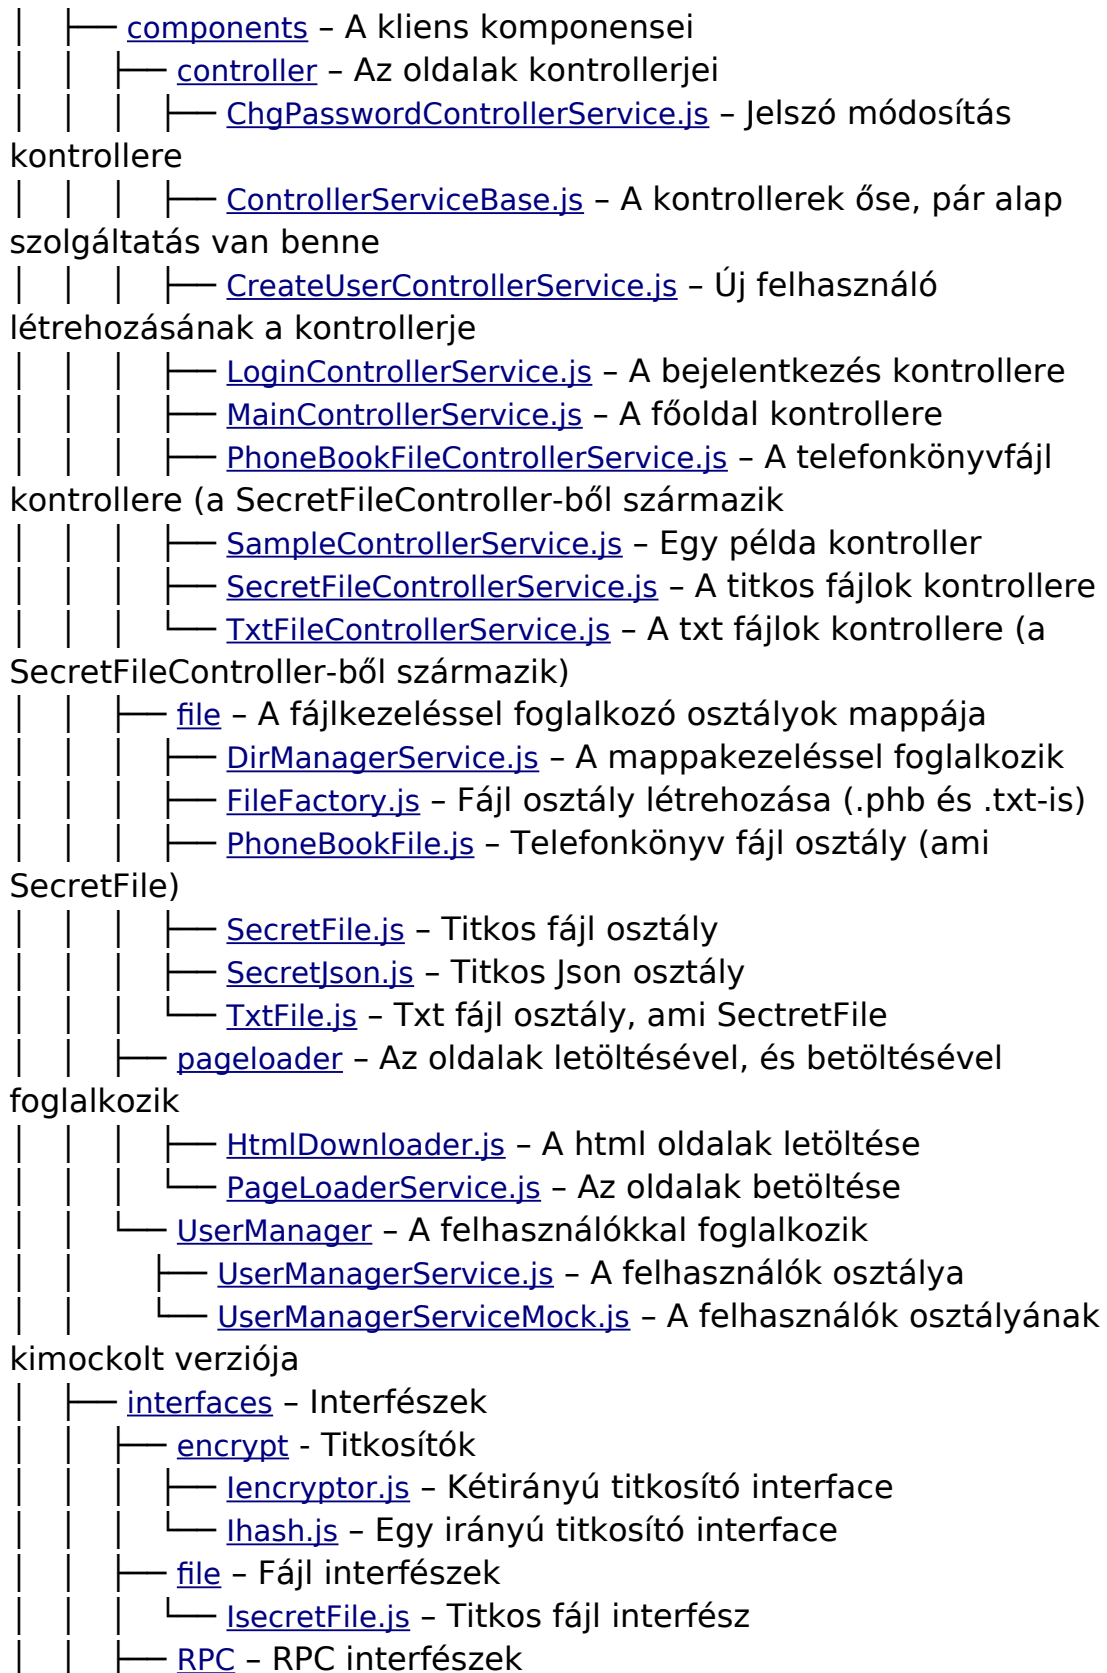 │   ├── components – A kliens komponensei
│   │   ├── controller – Az oldalak kontrollerjei
│   │   │   ├── ChgPasswordControllerService.js – Jelszó módosítás
kontrollere
│   │   │   ├── ControllerServiceBase.js – A kontrollerek őse, pár alap
szolgáltatás van benne
│   │   │   ├── CreateUserControllerService.js – Új felhasználó
létrehozásának a kontrollerje
│   │   │   ├── LoginControllerService.js – A bejelentkezés kontrollere
│   │   │   ├── MainControllerService.js – A főoldal kontrollere
│   │   │   ├── PhoneBookFileControllerService.js – A telefonkönyvfájl
kontrollere (a SecretFileController-ből származik
│   │   │   ├── SampleControllerService.js – Egy példa kontroller
│   │   │   ├── SecretFileControllerService.js – A titkos fájlok kontrollere
│   │   │   └── TxtFileControllerService.js – A txt fájlok kontrollere (a
SecretFileController-ből származik)
│   │   ├── file – A fájlkezeléssel foglalkozó osztályok mappája
│   │   │   ├── DirManagerService.js – A mappakezeléssel foglalkozik
│   │   │   ├── FileFactory.js – Fájl osztály létrehozása (.phb és .txt-is)
│   │   │   ├── PhoneBookFile.js – Telefonkönyv fájl osztály (ami
SecretFile)
│   │   │   ├── SecretFile.js – Titkos fájl osztály
│   │   │   ├── SecretJson.js – Titkos Json osztály
│   │   │   └── TxtFile.js – Txt fájl osztály, ami SectretFile
│   │   ├── pageloader – Az oldalak letöltésével, és betöltésével
foglalkozik
│   │   │   ├── HtmlDownloader.js – A html oldalak letöltése
│   │   │   └── PageLoaderService.js – Az oldalak betöltése
│   │   └── UserManager – A felhasználókkal foglalkozik
│   │       ├── UserManagerService.js – A felhasználók osztálya
│   │       └── UserManagerServiceMock.js – A felhasználók osztályának
kimockolt verziója
│   ├── interfaces – Interfészek
│   │   ├── encrypt - Titkosítók
│   │   │   ├── Iencryptor.js – Kétirányú titkosító interface
│   │   │   └── Ihash.js – Egy irányú titkosító interface
│   │   ├── file – Fájl interfészek
│   │   │   └── IsecretFile.js – Titkos fájl interfész
│   │   ├── RPC – RPC interfészek